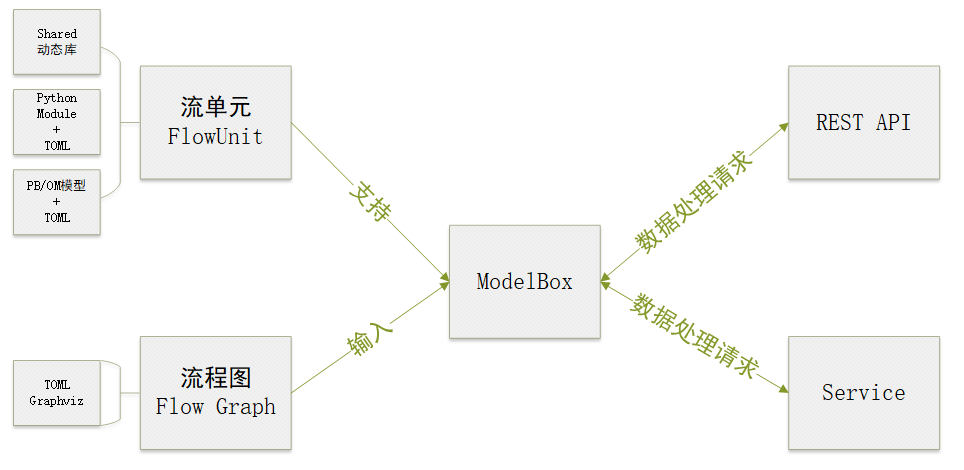 Shared
动态库
Python
Module
+
TOML
PB/OM模型
+
TOML
流单元
FlowUnit
支持
TOML
Graphviz
流程图
Flow Graph
输入
ModelBox
数据处理请求
REST API
数据处理请求
Service